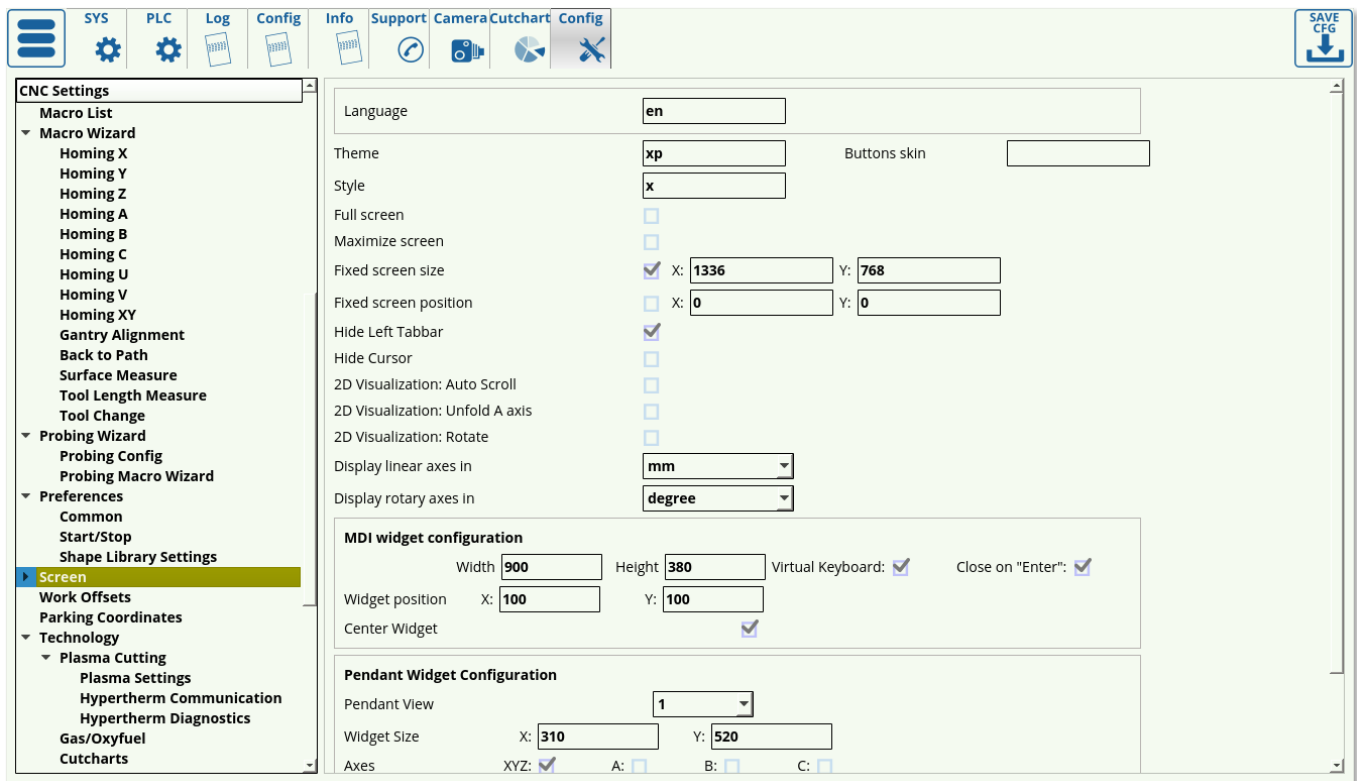 SYS PLC Log Config Info Support Camera Cutchart Config SAVE CFG
CNC Settings
Macro List
Macro Wizard
Homing X
Homing Y
Homing Z
Homing A
Homing B
Homing C
Homing U
Homing V
Homing XY
Gantry Alignment
Back to Path
Surface Measure
Tool Length Measure
Tool Change
Probing Wizard
Probing Config
Probing Macro Wizard
Preferences
Common
Start/Stop
Shape Library Settings
Screen
Work Offsets
Parking Coordinates
Technology
Plasma Cutting
Plasma Settings
Hypertherm Communication
Hypertherm Diagnostics
Gas/Oxyfuel
Cutcharts
Language en
Theme xp Buttons skin
Style x
Full screen
Maximize screen
Fixed screen size X: 1336 Y: 768
Fixed screen position X: 0 Y: 0
Hide Left Tabbar
Hide Cursor
2D Visualization: Auto Scroll
2D Visualization: Unfold A axis
2D Visualization: Rotate
Display linear axes in mm
Display rotary axes in degree
MDI widget configuration
Width 900 Height 380 Virtual Keyboard: Close on "Enter":
Widget position X: 100 Y: 100
Center Widget
Pendant Widget Configuration
Pendant View 1
Widget Size X: 310 Y: 520
Axes XYZ: A: B: C: